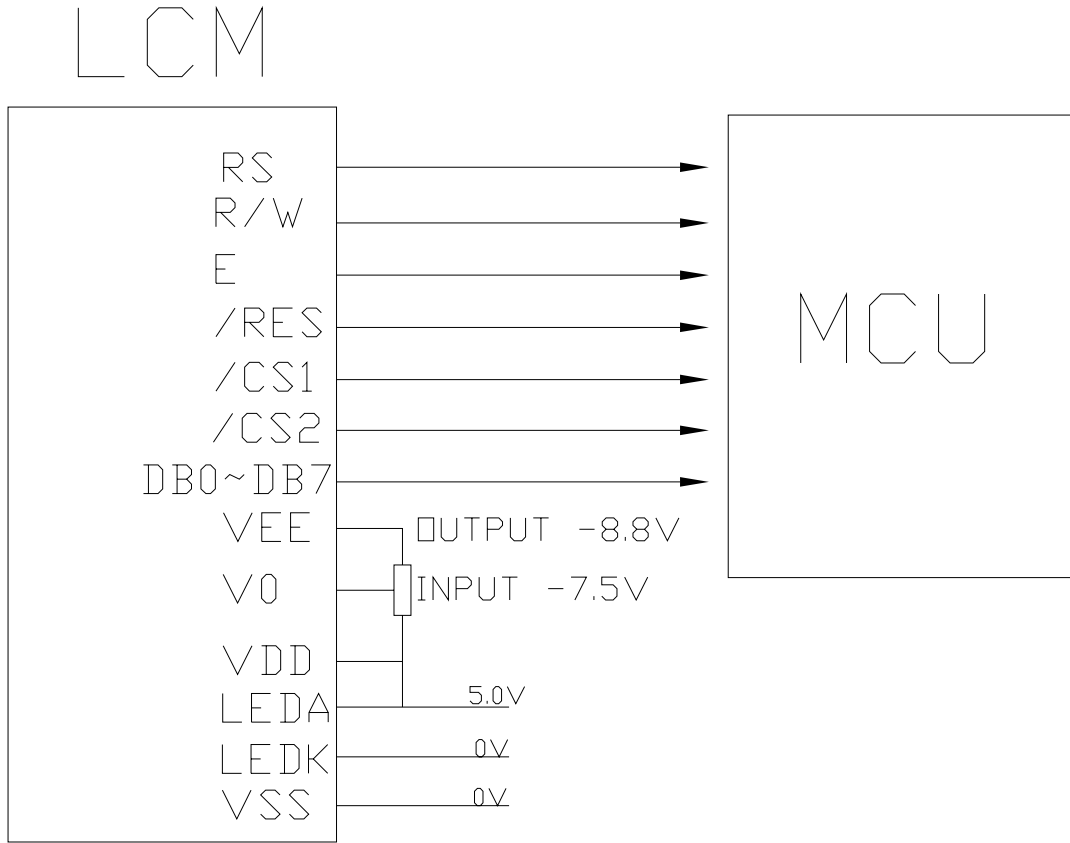 LCM
RS
R/W
E
/RES
MCU
/CS1
/CS2
DB0~DB7
VEE OUTPUT -8.8V
V0 INPUT -7.5V
VDD
LEDA 5.0V
LEDK 0V
VSS 0V